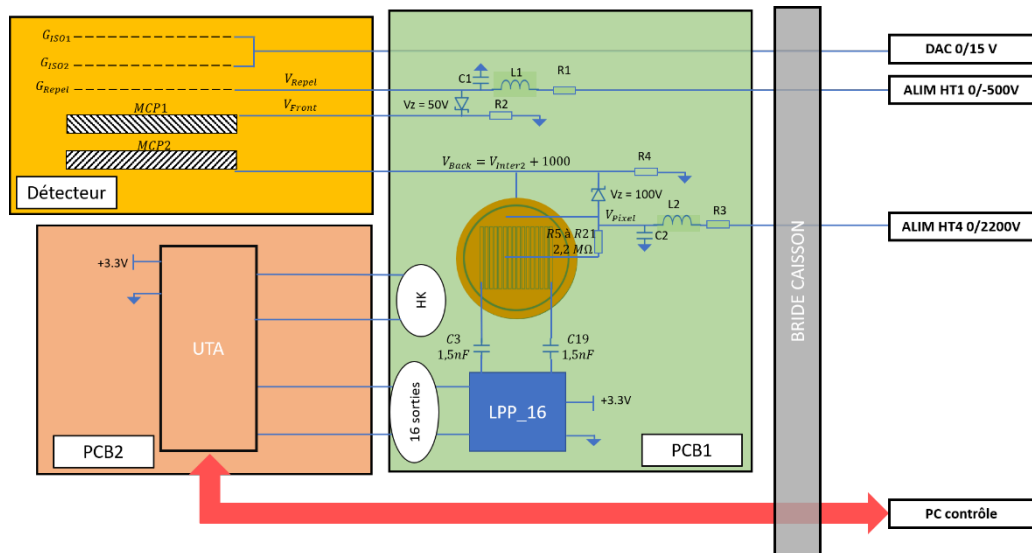 G_ISO1
G_ISO2
G_Repel
MCP1
MCP2
Détecteur
V_Repel
V_Front
C1
L1
R1
Vz = 50V
R2
V_Back = V_Inter2 + 1000
R4
Vz = 100V
V_Pixel
L2
R3
C2
R5 à R21
2,2 MΩ
C3
1,5nF
C19
1,5nF
LPP_16
+3.3V
PCB1
+3.3V
UTA
PCB2
HK
16 sorties
BRIDE CAISSON
DAC 0/15 V
ALIM HT1 0/-500V
ALIM HT4 0/2200V
PC contrôle